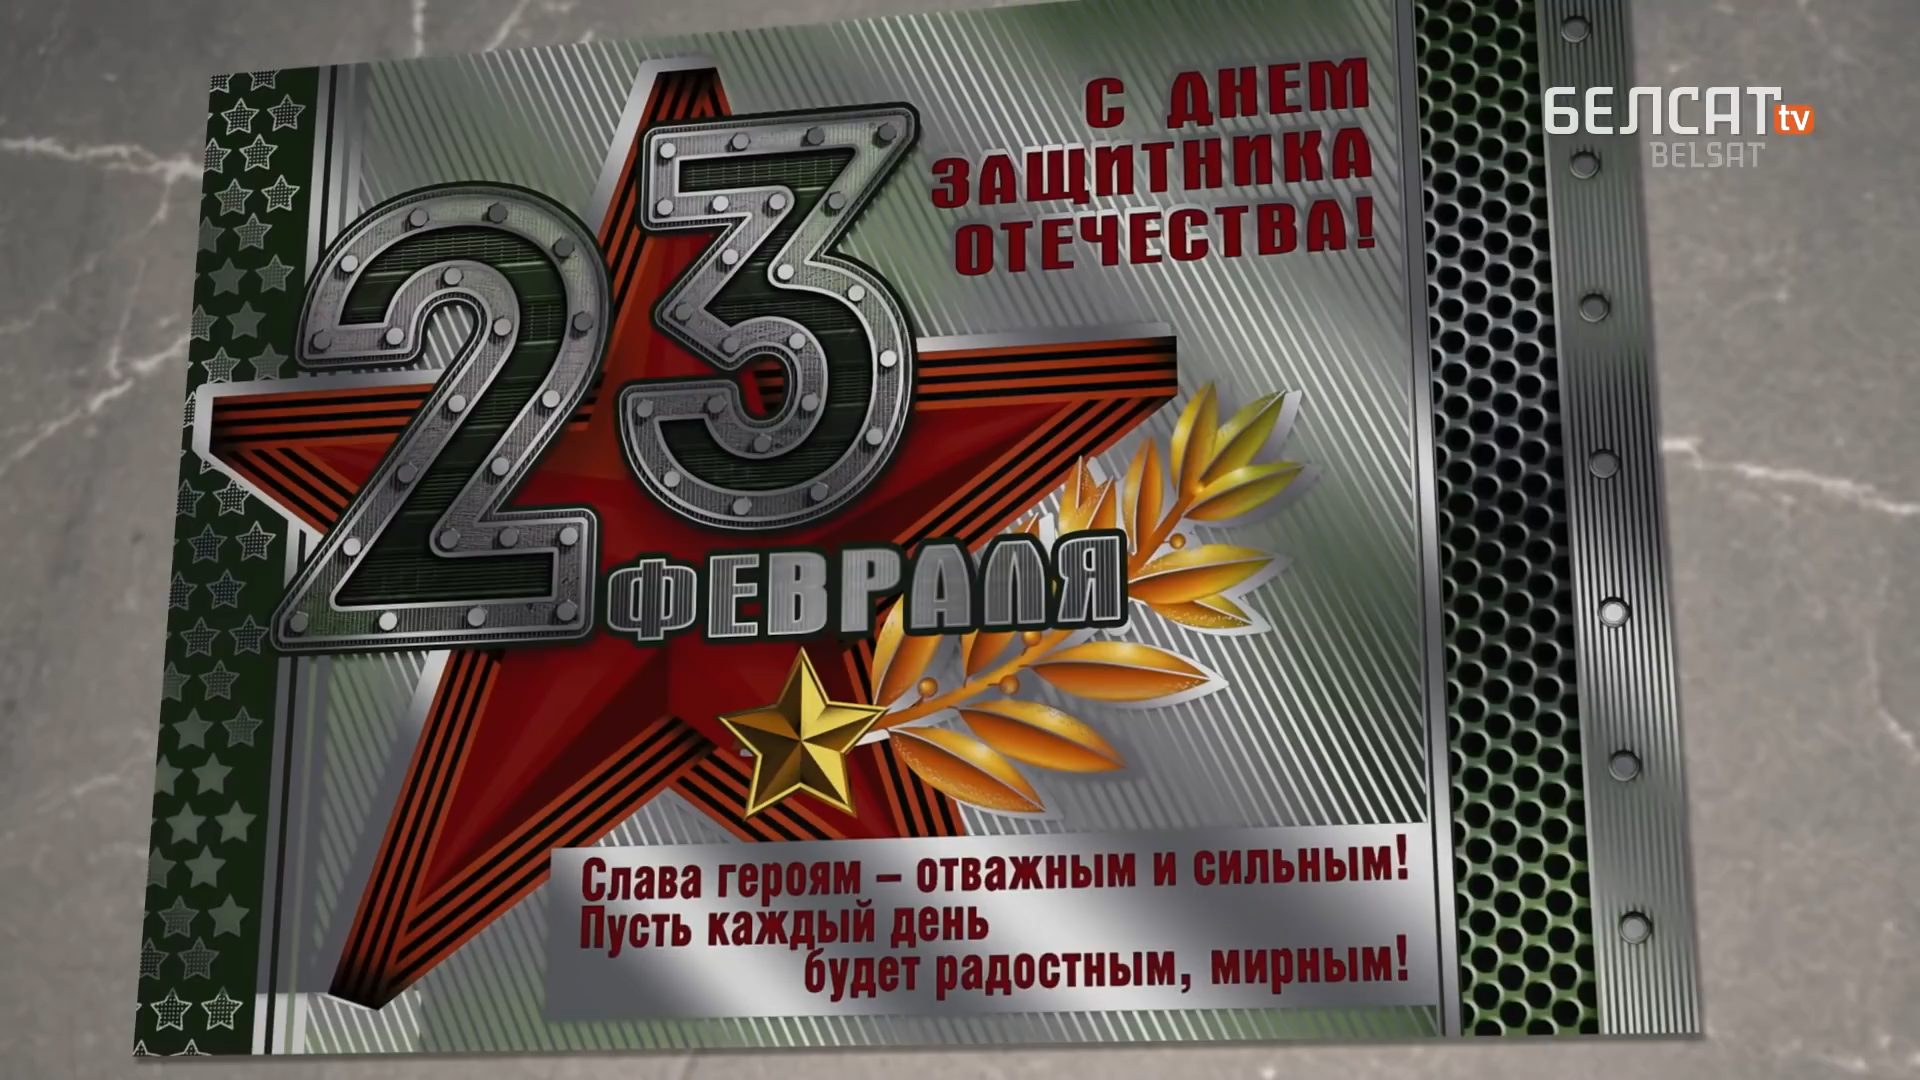 БЕЛСАТ tv
BELSAT
С ДНЕМ
ЗАЩИТНИКА
ОТЕЧЕСТВА!
23
ФЕВРАЛЯ
Слава героям – отважным и сильным!
Пусть каждый день
будет радостным, мирным!